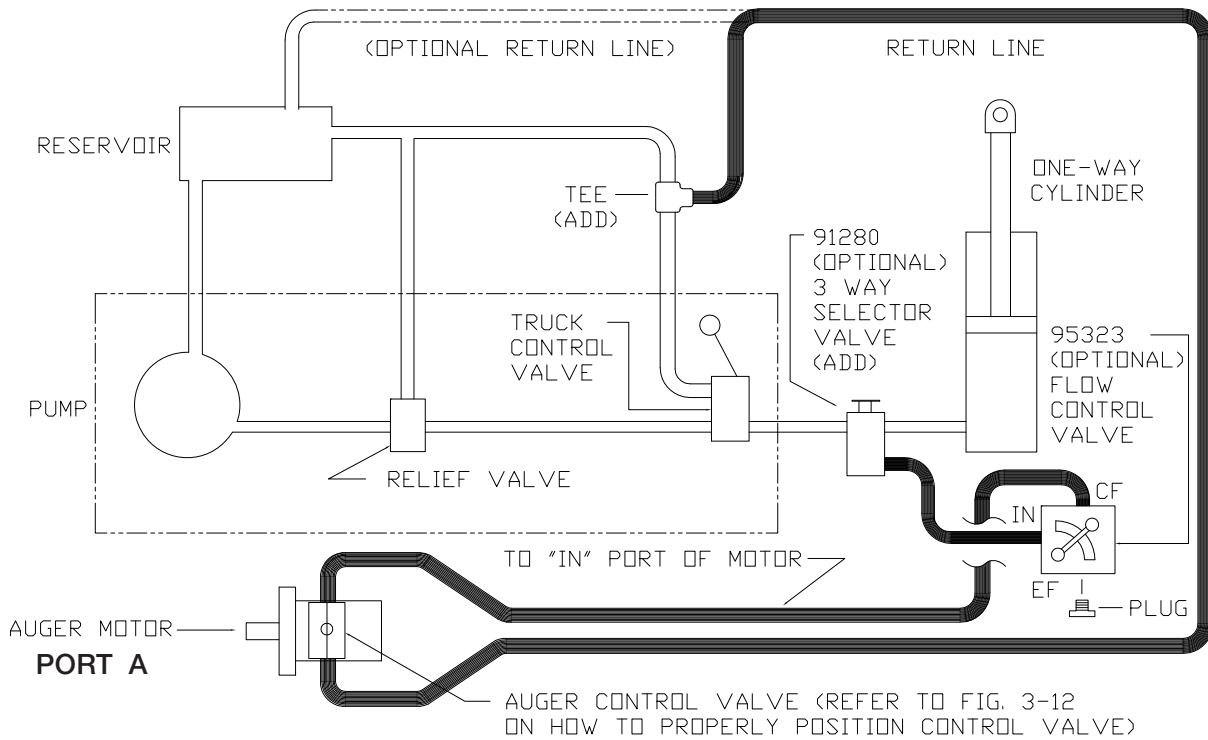 (OPTIONAL RETURN LINE)
RETURN LINE
RESERVOIR
ONE-WAY
CYLINDER
TEE
(ADD)
91280
(OPTIONAL)
3 WAY
SELECTOR
VALVE
(ADD)
TRUCK
CONTROL
VALVE
95323
(OPTIONAL)
FLOW
CONTROL
VALVE
PUMP
RELIEF VALVE
CF
IN
TO "IN" PORT OF MOTOR
EF
PLUG
AUGER MOTOR
PORT A
AUGER CONTROL VALVE (REFER TO FIG. 3-12
ON HOW TO PROPERLY POSITION CONTROL VALVE)